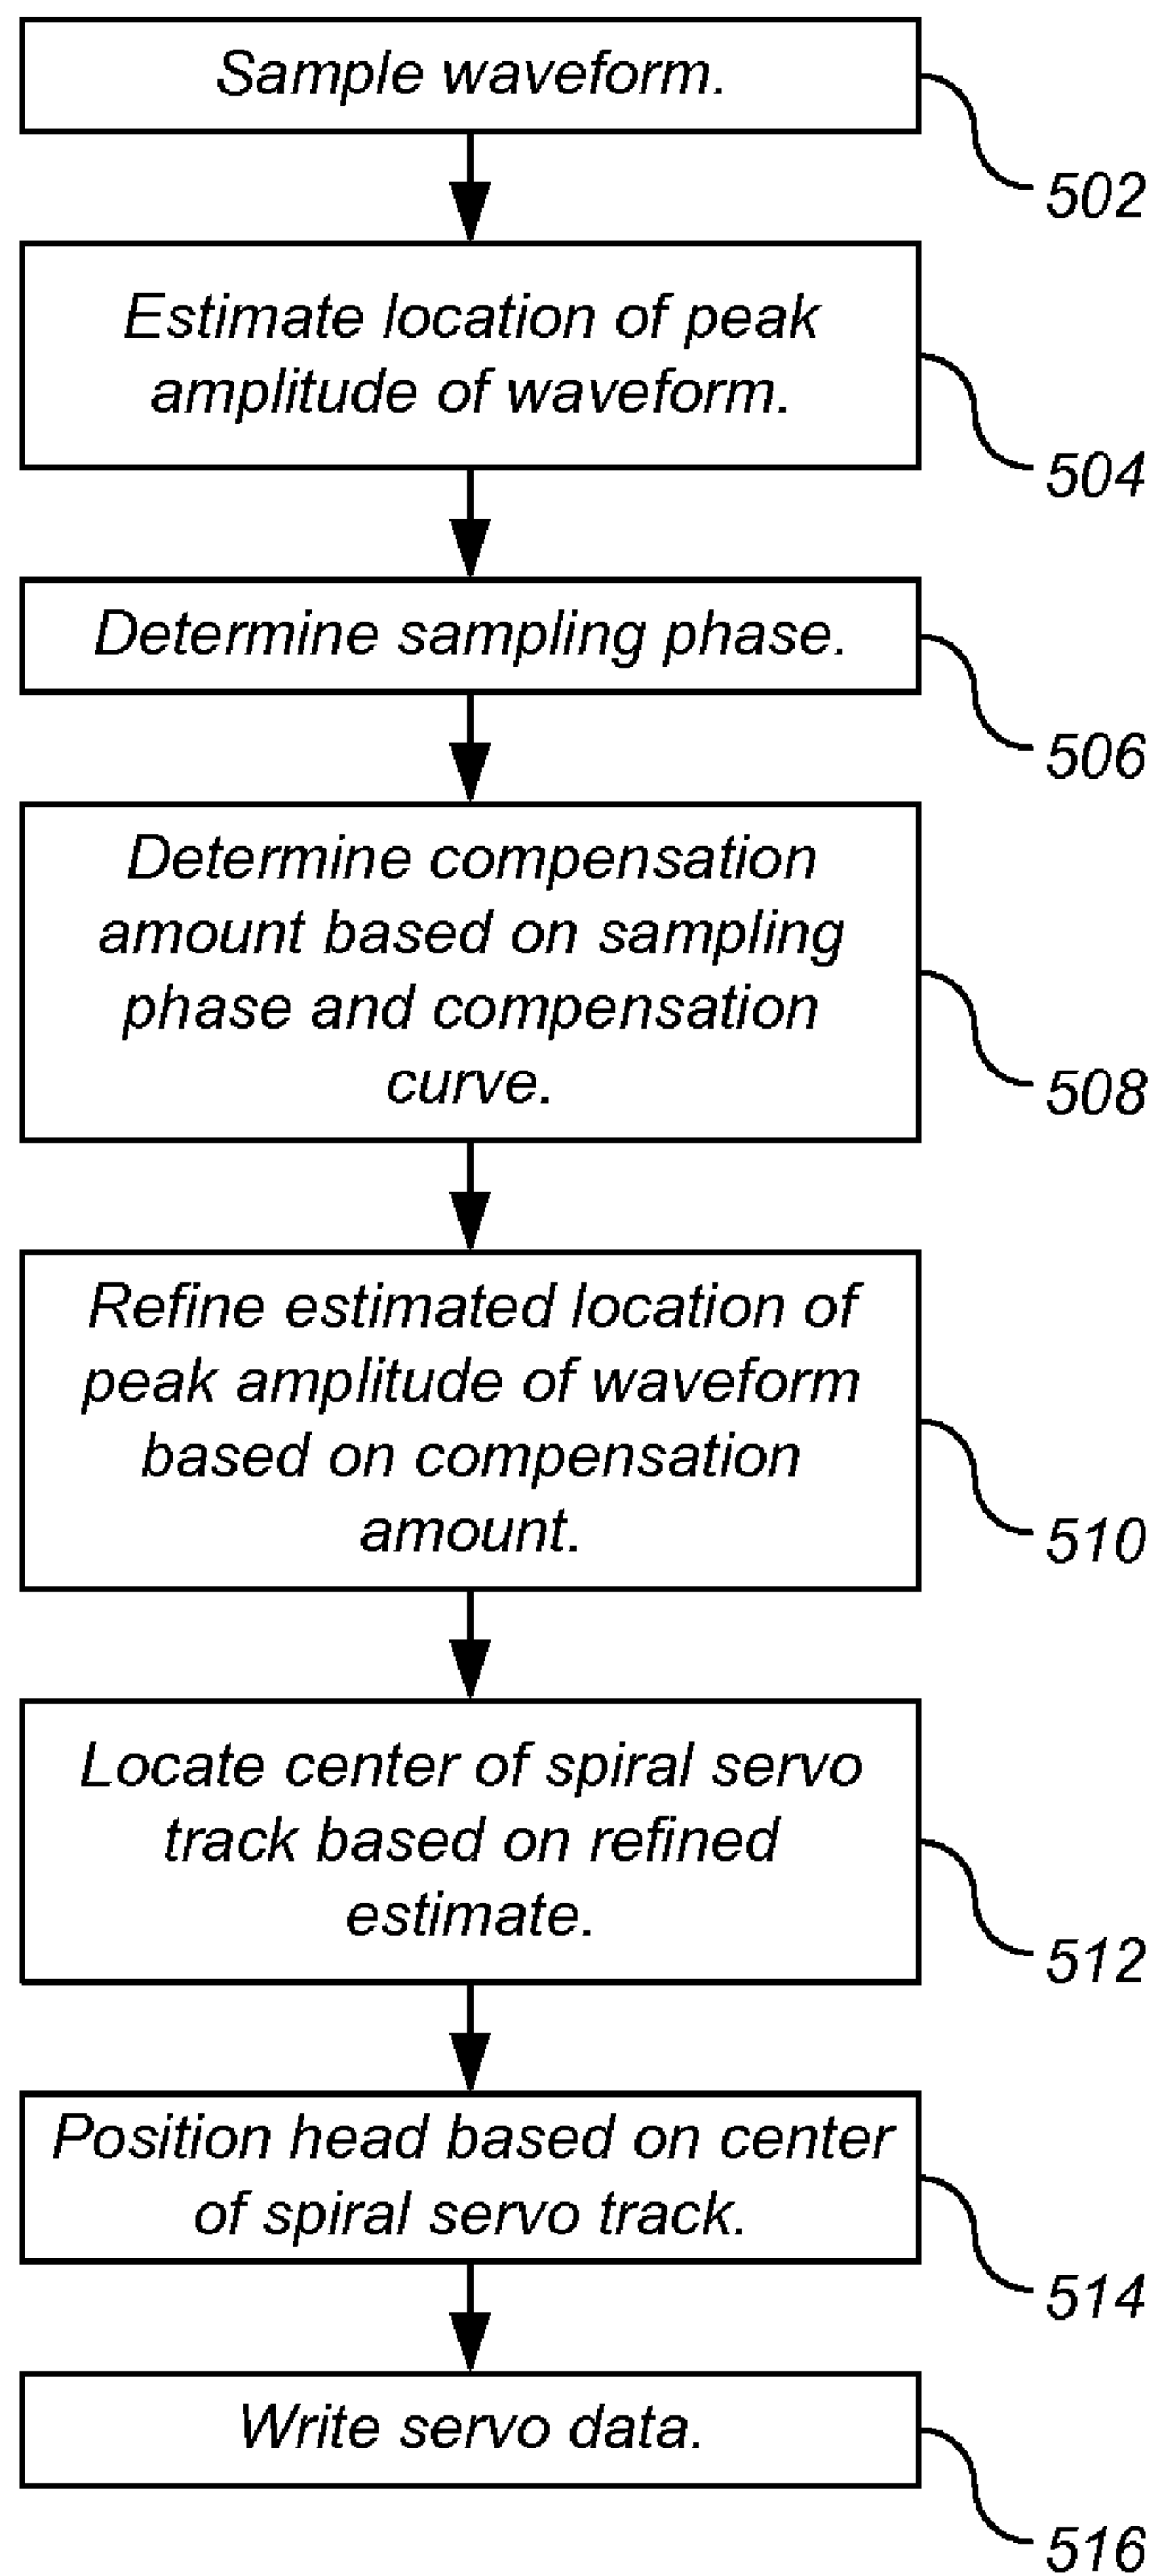 Sample waveform.
502
Estimate location of peak
amplitude of waveform.
504
Determine sampling phase.
506
Determine compensation
amount based on sampling
phase and compensation
curve.
508
Refine estimated location of
peak amplitude of waveform
based on compensation
amount.
510
Locate center of spiral servo
track based on refined
estimate.
512
Position head based on center
of spiral servo track.
514
Write servo data.
516